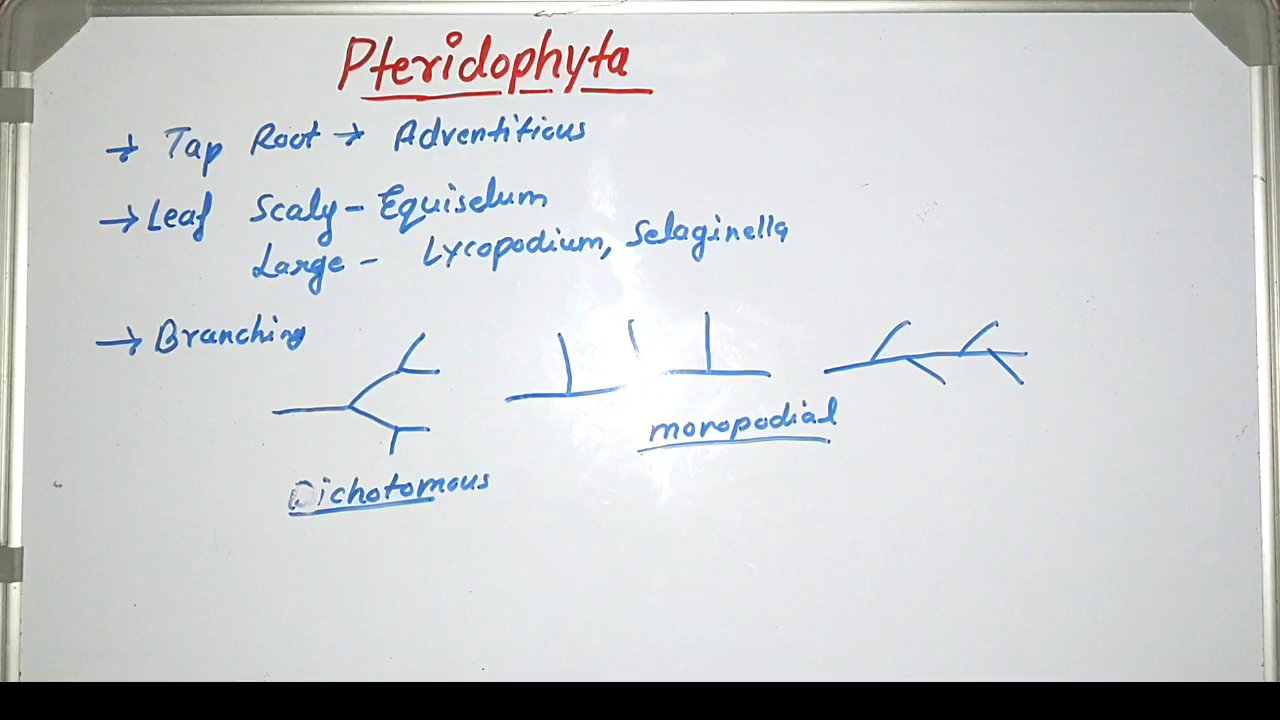 Pteridophyta
→ Tap Root → Adventitious
→ Leaf Scaly - Equisetum
Large - Lycopodium, Selaginella
→ Branching
monopodial
Dichotomous